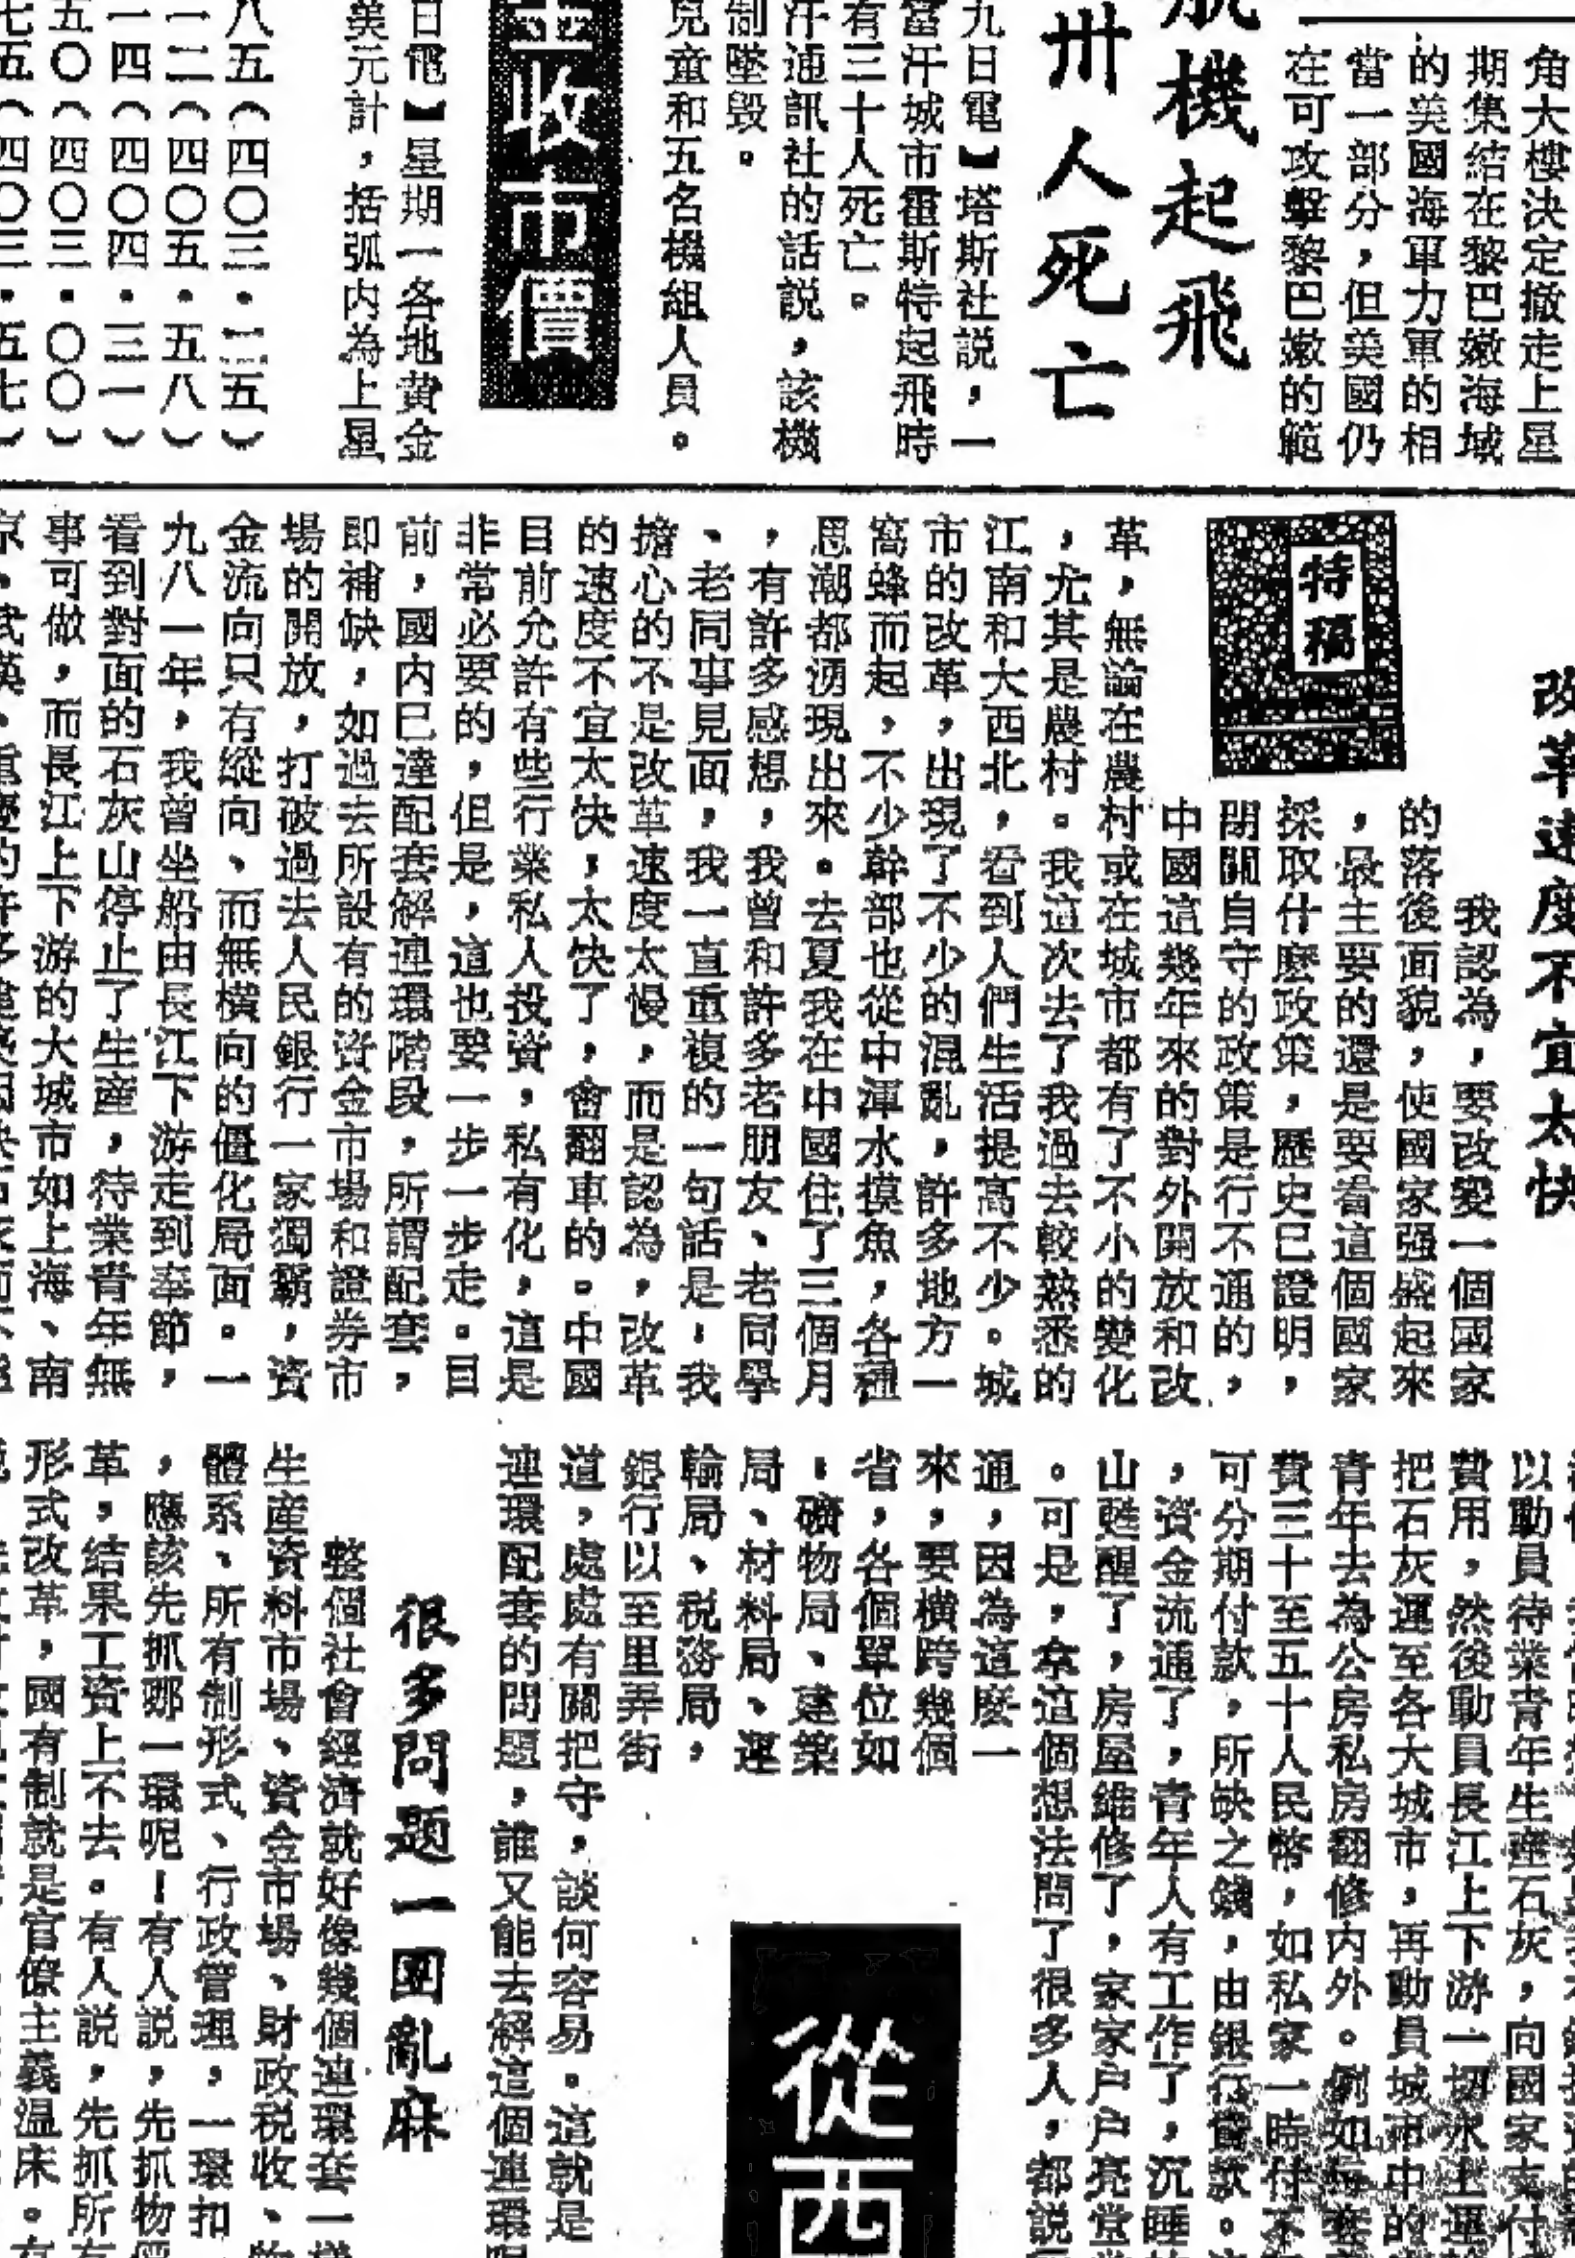 角大樓決定撤走上星
期集結在黎巴嫩海域
的美國海軍力軍的相
當一部分，但美國仍
在可攻擊黎巴嫩的範
機起飛
卅人死亡
九日電】塔斯社説，一
當汗城市霍斯特起飛時
有三十人死亡。
汗通訊社的話説，該機
制墜毁。
兒童和五名機組人員。
收市價
日電】星期一各地黄金
美元計，括弧内為上星
八五（四〇三·二五）
一二（四〇五·五八）
一四（四〇四·三一）
五〇（四〇三·〇〇）
七五（四〇三·五七）
改革速度不宜太快
特稿
我認為，要改變一個國家
的落後面貌，使國家强盛起來
，最主要的還是要看這個國家
採取什麽政策，歷史已證明，
閉關自守的政策是行不通的，
中國這幾年來的對外開放和改
革，無論在農村或在城市都有了不小的變化
，尤其是農村。我這次去了我過去較熟悉的
江南和大西北，看到人們生活提高不少。城
市的改革，出現了不少的混亂，許多地方一
窩蜂而起，不少幹部也從中渾水摸魚，各種
思潮都湧現出來。去夏我在中國住了三個月
，有許多感想，我曾和許多老朋友、老同學
、老同事見面，我一直重複的一句話是，我
擔心的不是改革速度太慢，而是認為，改革
的速度不宜太快，太快了，會翻車的。中國
目前允許有些行業私人投資，私有化，這是
非常必要的，但是，這也要一步一步走。目
前，國内已達配套解連環階段，所謂配套，
即補缺，如過去所設有的資金市場和證券市
場的開放，打破過去人民銀行一家獨霸，資
金流向只有縱向、而無横向的僵化局面。一
九八一年，我曾坐船由長江下游走到奉節，
看到對面的石灰山停止了生産，待業青年無
事可做，而長江上下游的大城市如上海、南
以動員待業青年生産石灰，向國家支付
費用，然後動員長江上下游一切水上運
把石灰運至各大城市，再動員城市中的
青年去為公房私房翻修内外。例如每套
費三十至五十人民幣，如私家一時付不
可分期付款，所缺之錢，由銀行貸款。
，資金流通了，青年人有工作了，沉睡
山甦醒了，房屋維修了，家家户户亮堂
。可是，拿這個想法問了很多人，都説
通，因為這麽一
來，要横跨幾個
省，各個單位如
，礦物局、建築
局、材料局、運
輸局、税務局，
銀行以至里弄街
道，處處有關把守，談何容易。這就是
連環配套的問題，誰又能去解這個連環
從西
很多問題一團亂麻
整個社會經濟就好像幾個連環套一樣
生産資料市場、資金市場、財政税收、
體系、所有制形式、行政管理，一環扣
，應該先抓哪一環呢！有人説，先抓物
革，結果工資上不去。有人説，先抓所
形式改革，國有制就是官僚主義温床。